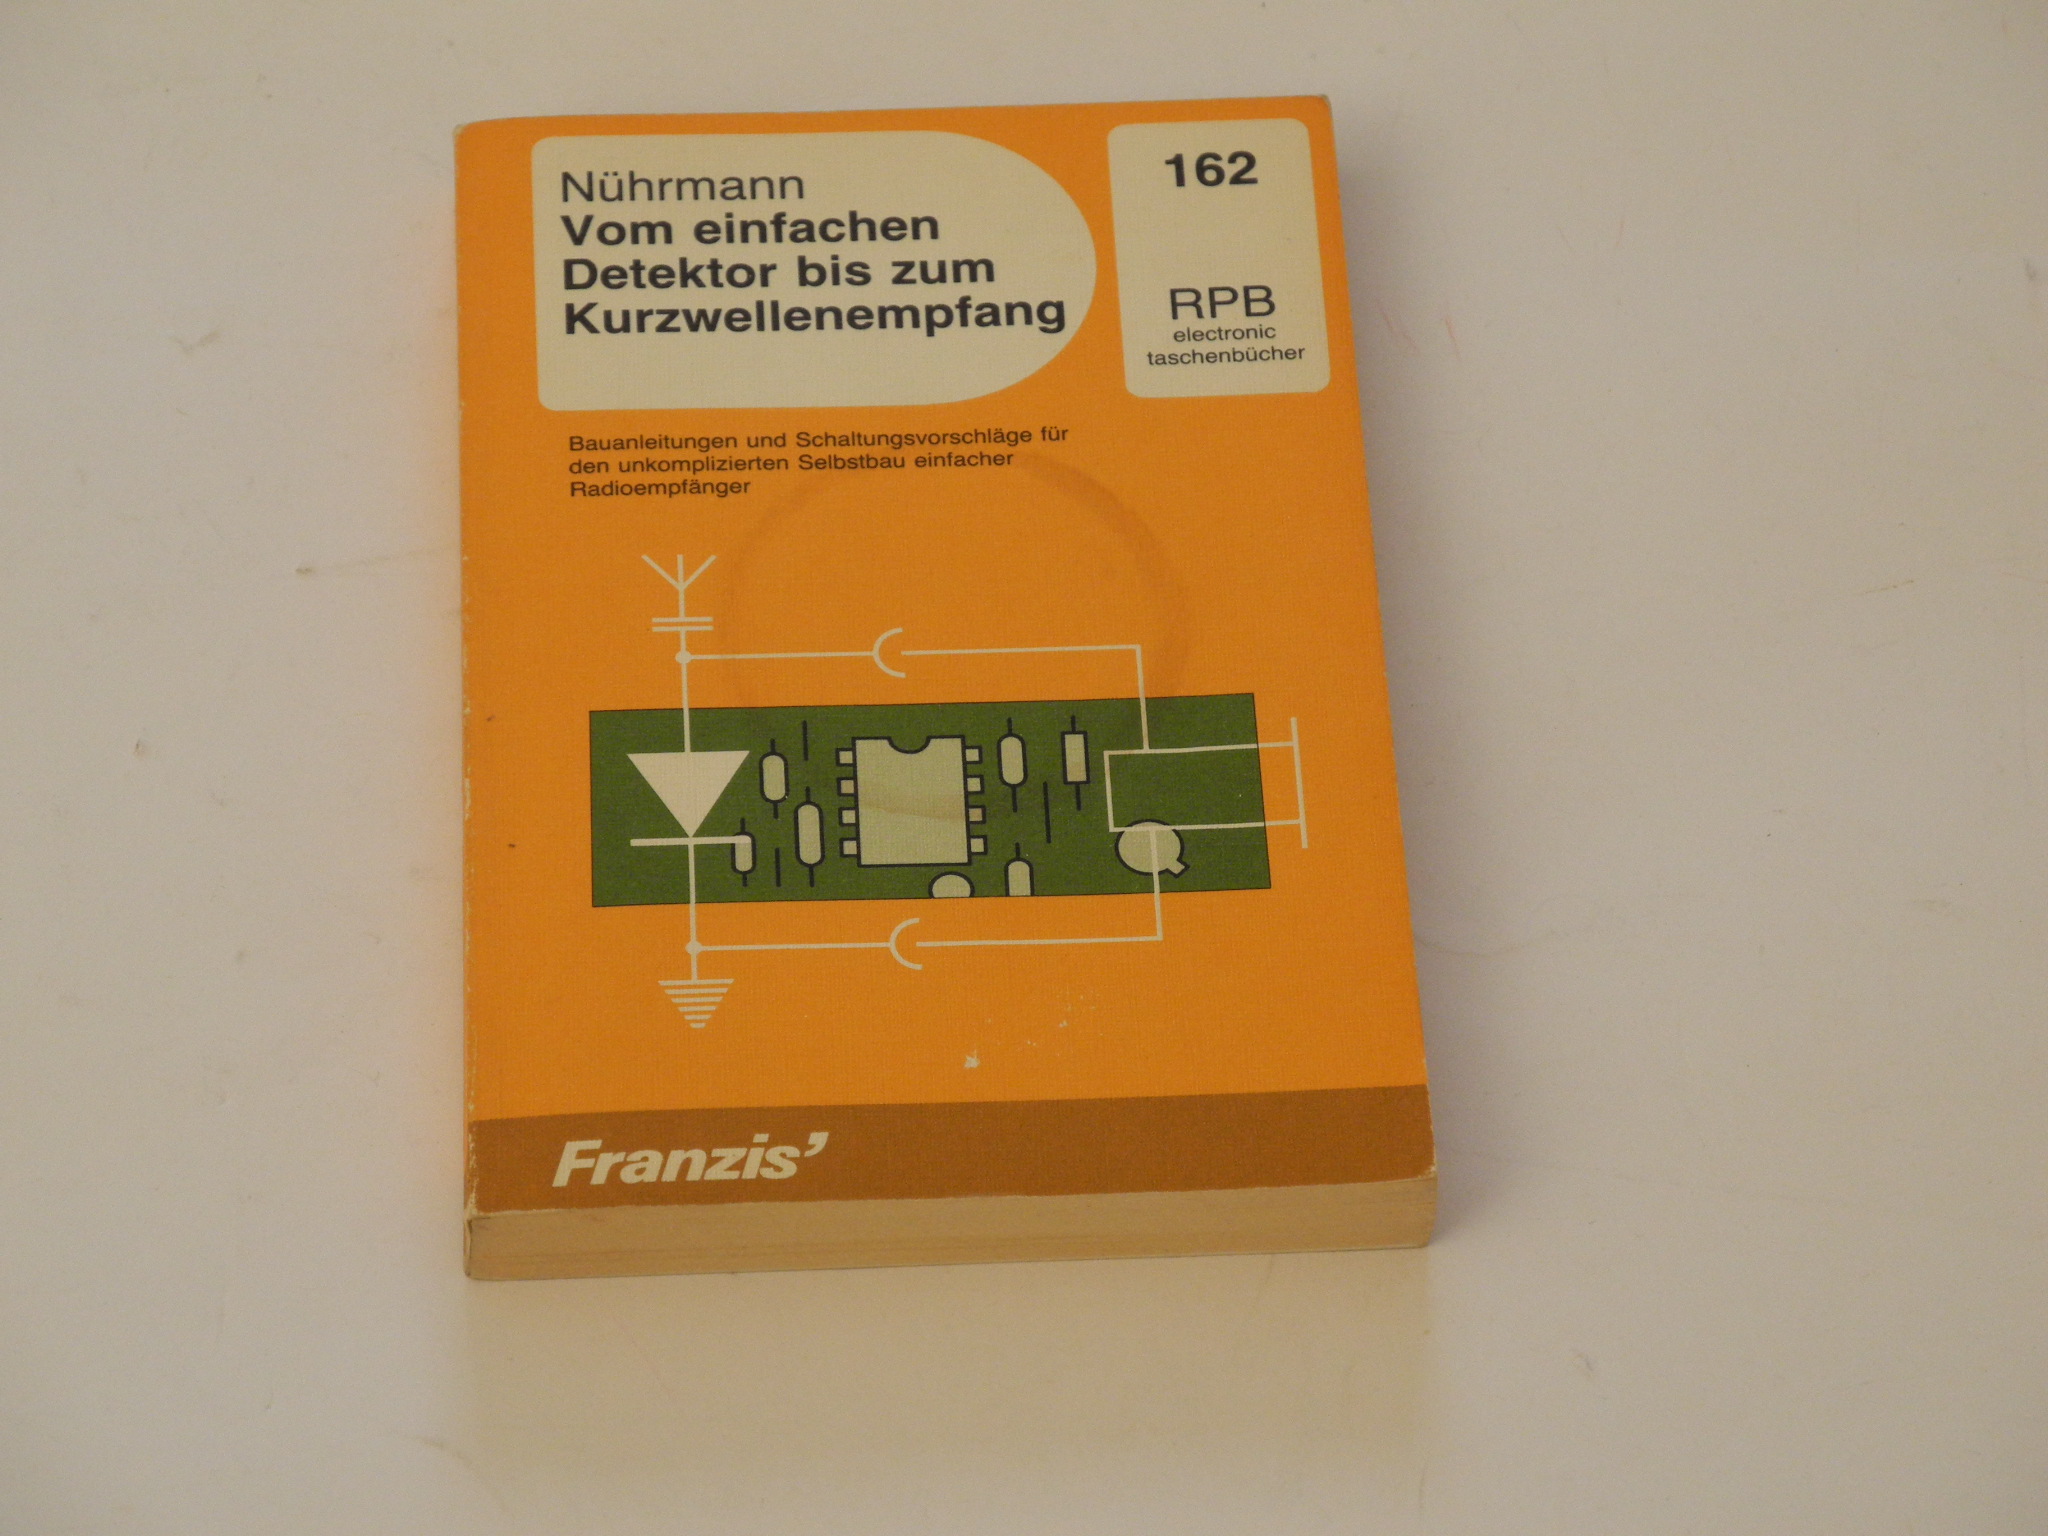 Nührmann
Vom einfachen
Detektor bis zum
Kurzwellenempfang
162
RPB
electronic
taschenbücher
Bauanleitungen und Schaltungsvorschläge für
den unkomplizierten Selbstbau einfacher
Radioempfänger
Franzis’